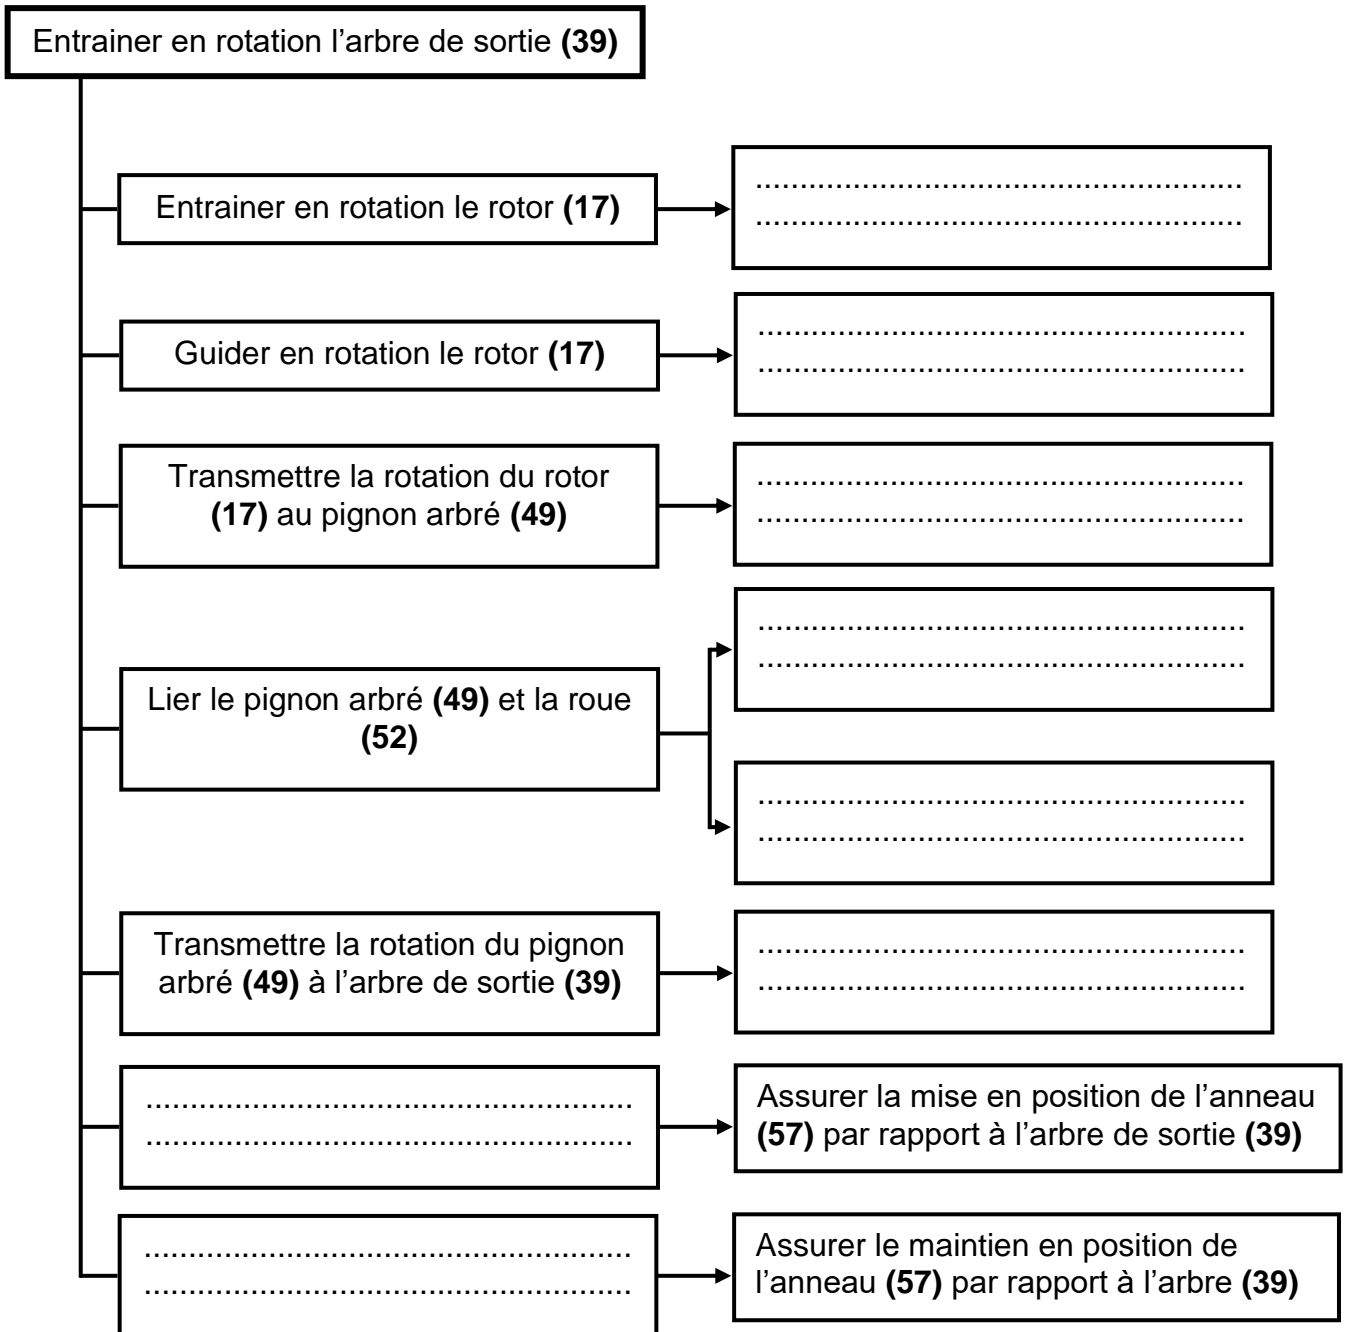 Entrainer en rotation l’arbre de sortie (39)
Entrainer en rotation le rotor (17)
......................................................
......................................................
Guider en rotation le rotor (17)
......................................................
......................................................
Transmettre la rotation du rotor
(17) au pignon arbré (49)
......................................................
......................................................
Lier le pignon arbré (49) et la roue
(52)
......................................................
......................................................
......................................................
......................................................
Transmettre la rotation du pignon
arbré (49) à l’arbre de sortie (39)
......................................................
......................................................
......................................................
......................................................
Assurer la mise en position de l’anneau
(57) par rapport à l’arbre de sortie (39)
......................................................
......................................................
Assurer le maintien en position de
l’anneau (57) par rapport à l’arbre (39)